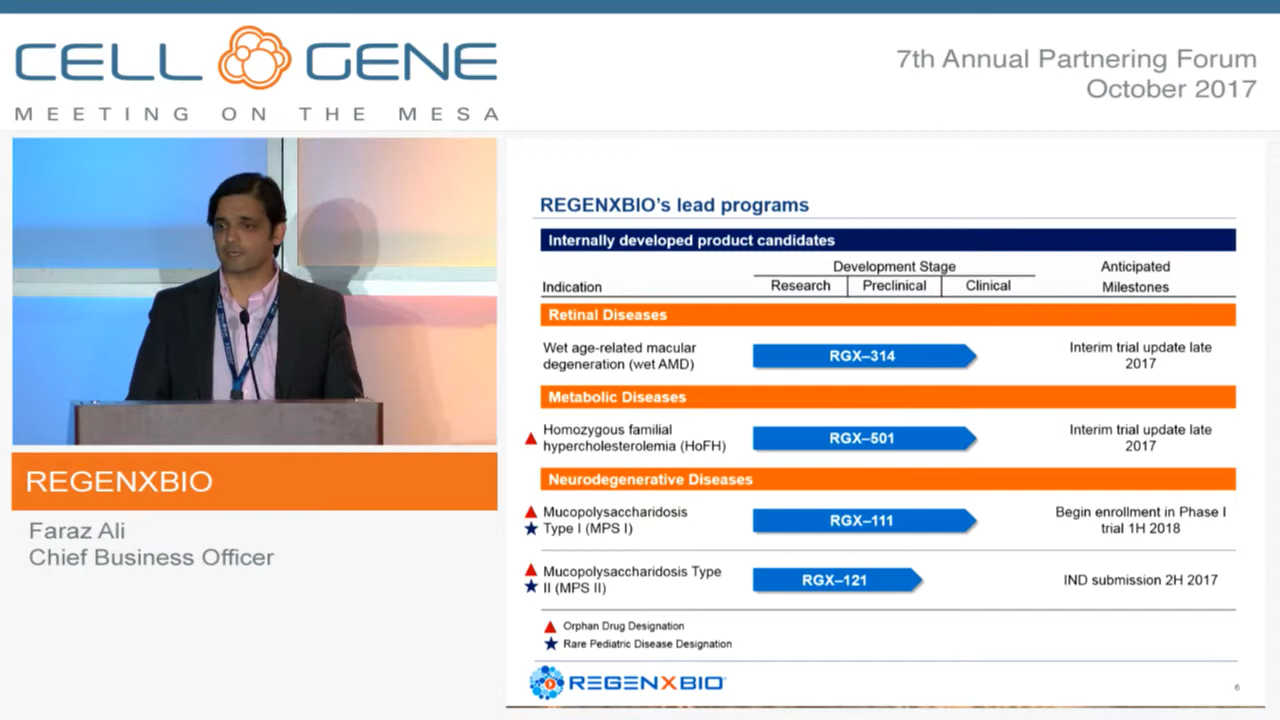 CELL GENE
MEETING ON THE MESA
7th Annual Partnering Forum
October 2017
REGENXBIO
Faraz Ali
Chief Business Officer
REGENXBIO's lead programs
Internally developed product candidates
Development Stage
Anticipated
Indication
Research
Preclinical
Clinical
Milestones
Retinal Diseases
Wet age-related macular
degeneration (wet AMD)
RGX–314
Interim trial update late
2017
Metabolic Diseases
Homozygous familial
hypercholesterolemia (HoFH)
RGX–501
Interim trial update late
2017
Neurodegenerative Diseases
Mucopolysaccharidosis
Type I (MPS I)
RGX–111
Begin enrollment in Phase I
trial 1H 2018
Mucopolysaccharidosis Type
II (MPS II)
RGX–121
IND submission 2H 2017
Orphan Drug Designation
Rare Pediatric Disease Designation
REGENXBIO
6